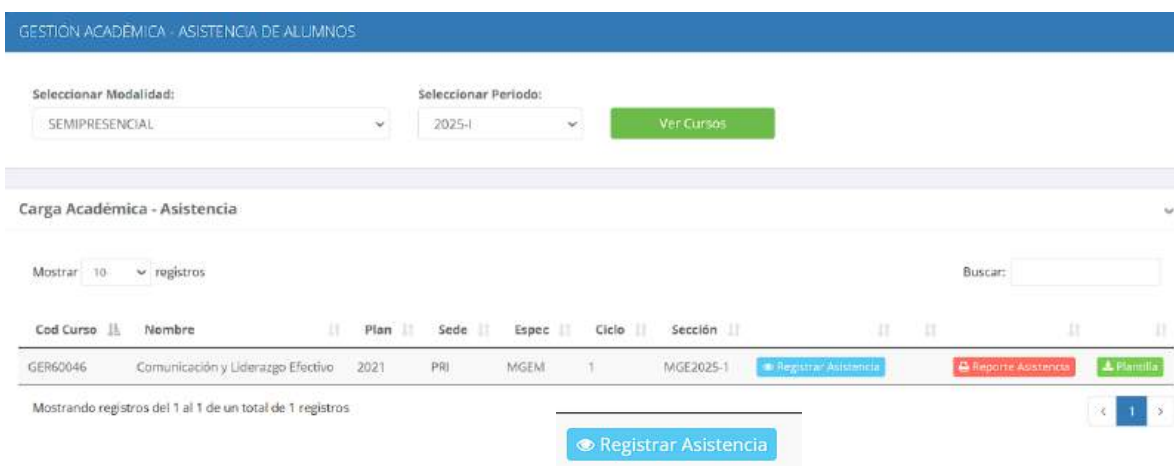 GESTIÓN ACADÉMICA - ASISTENCIA DE ALUMNOS
Seleccionar Modalidad: Seleccionar Periodo:
SEMIPRESENCIAL 2025-I Ver Cursos
Carga Académica - Asistencia
Mostrar 10 registros Buscar:
Cod Curso Nombre Plan Sede Espec Ciclo Sección
GER60046 Comunicación y Liderazgo Efectivo 2021 PRI MGEM 1 MGE2025-1 Registrar Asistencia Reporte Asistencia Plantilla
Mostrando registros del 1 al 1 de un total de 1 registros < 1 >
Registrar Asistencia